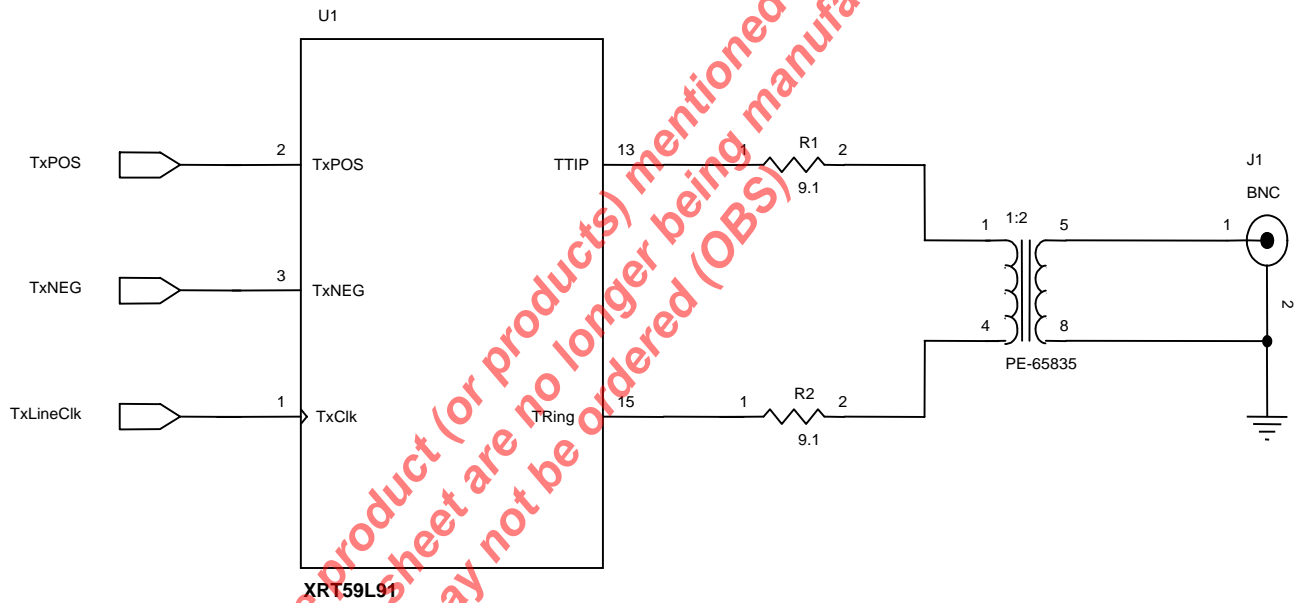 U1
TxPOS
2
TxPOS
TTIP
13
1
R1
2
9.1
J1
BNC
1
1:2
5
1
TxNEG
3
TxNEG
4
8
2
PE-65835
TxLineClk
1
TxClk
TRing
15
1
R2
2
9.1
XRT59L91
product (or products) mentioned
sheet are no longer being manufa
ay not be ordered (OBS)